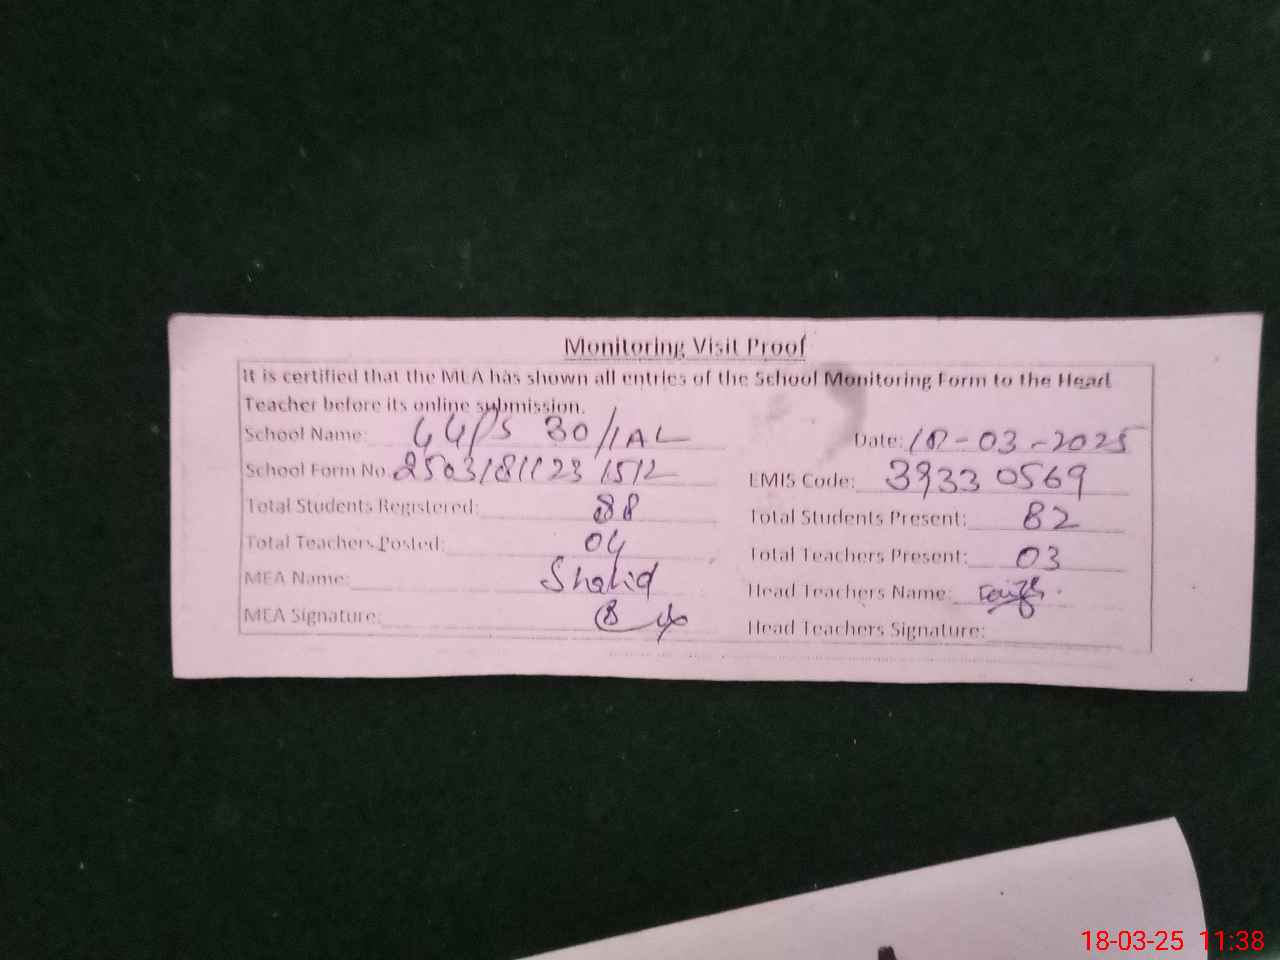 Monitoring Visit Proof
It is certified that the MEA has shown all entries of the School Monitoring Form to the Head
Teacher before its online submission.
School Name: GGPS 30/1AL Date: 18-03-2025
School Form No. 2503181123 1512 EMIS Code: 39330569
Total Students Registered: 88 Total Students Present: 82
Total Teachers Posted: 04 Total Teachers Present: 03
MEA Name: Shahid Head Teachers Name:
MEA Signature: Head Teachers Signature:
18-03-25 11:38